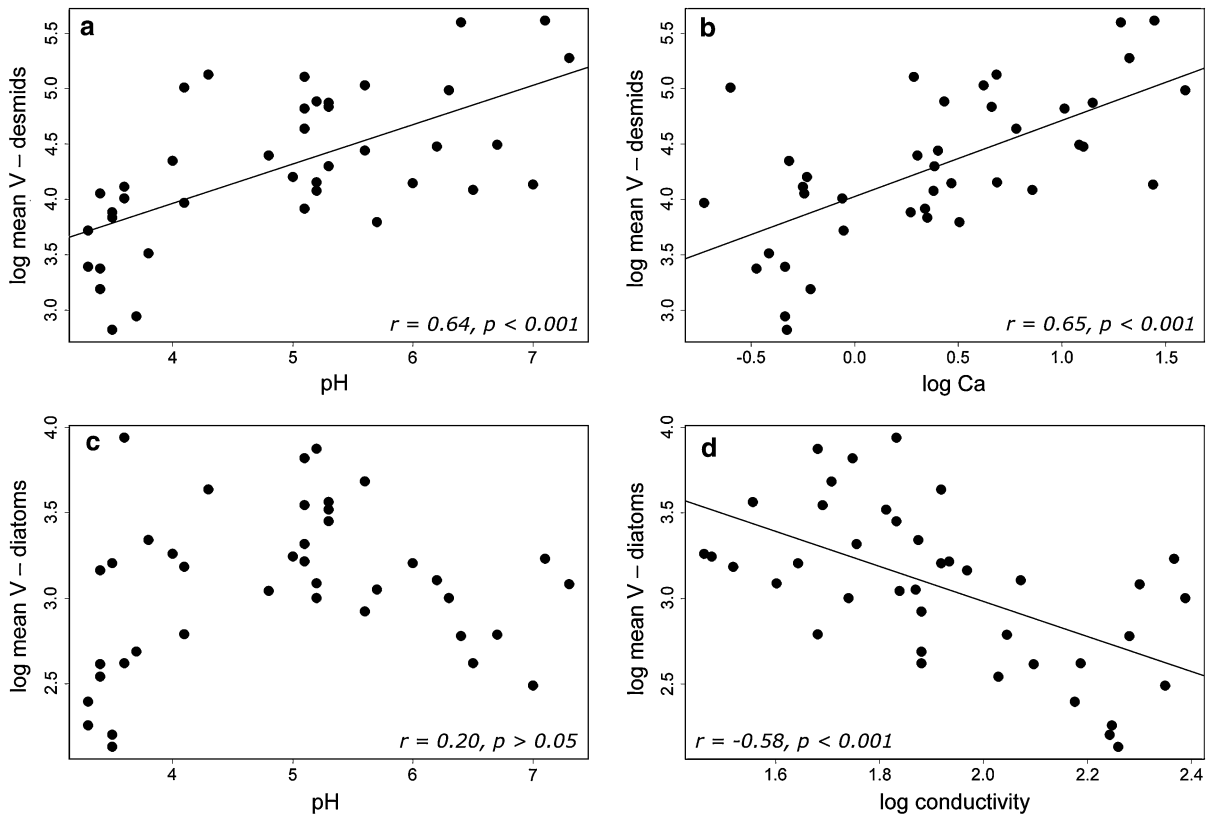 a
log mean V – desmids
5.5
5.0
4.5
4.0
3.5
3.0
r = 0.64, p < 0.001
4 5 6 7
pH
b
log mean V – desmids
5.5
5.0
4.5
4.0
3.5
3.0
r = 0.65, p < 0.001
-0.5 0.0 0.5 1.0 1.5
log Ca
c
log mean V – diatoms
4.0
3.5
3.0
2.5
r = 0.20, p > 0.05
4 5 6 7
pH
d
log mean V – diatoms
4.0
3.5
3.0
2.5
r = -0.58, p < 0.001
1.6 1.8 2.0 2.2 2.4
log conductivity